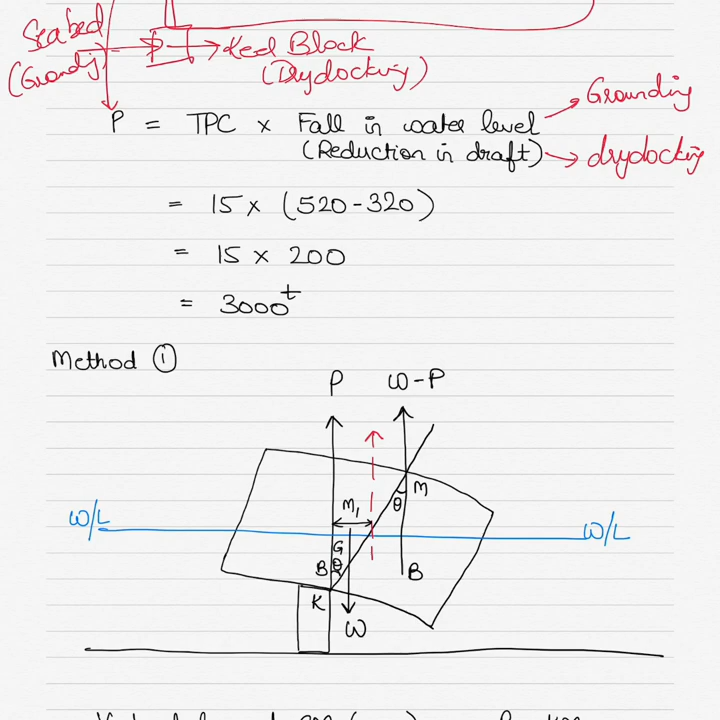 Seabed
(Grounding) P → Keel Block
(Drydocking)
Grounding
P = TPC × Fall in water level
(Reduction in draft) → drydocking
= 15 × (520-320)
= 15 × 200
= 3000t
Method ①
P W-P
M
θ
M1
W/L W/L
G
θ
B B
K
W